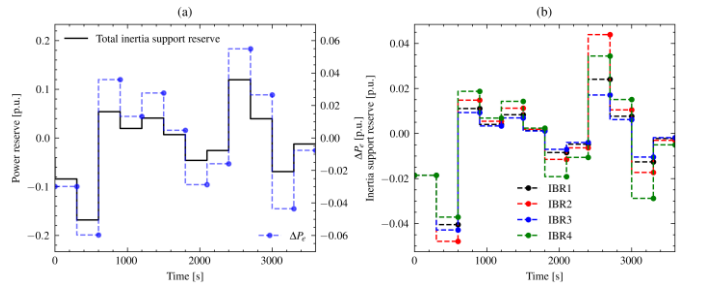 (a)
(b)
Total inertia support reserve
Power reserve [p.u.]
0.2
0.1
0.0
−0.1
−0.2
0.06
0.04
0.02
0.00
−0.02
−0.04
−0.06
ΔPₑ [p.u.]
ΔPₑ
0
1000
2000
3000
Time [s]
Inertia support reserve [p.u.]
0.04
0.02
0.00
−0.02
−0.04
IBR1
IBR2
IBR3
IBR4
0
1000
2000
3000
Time [s]